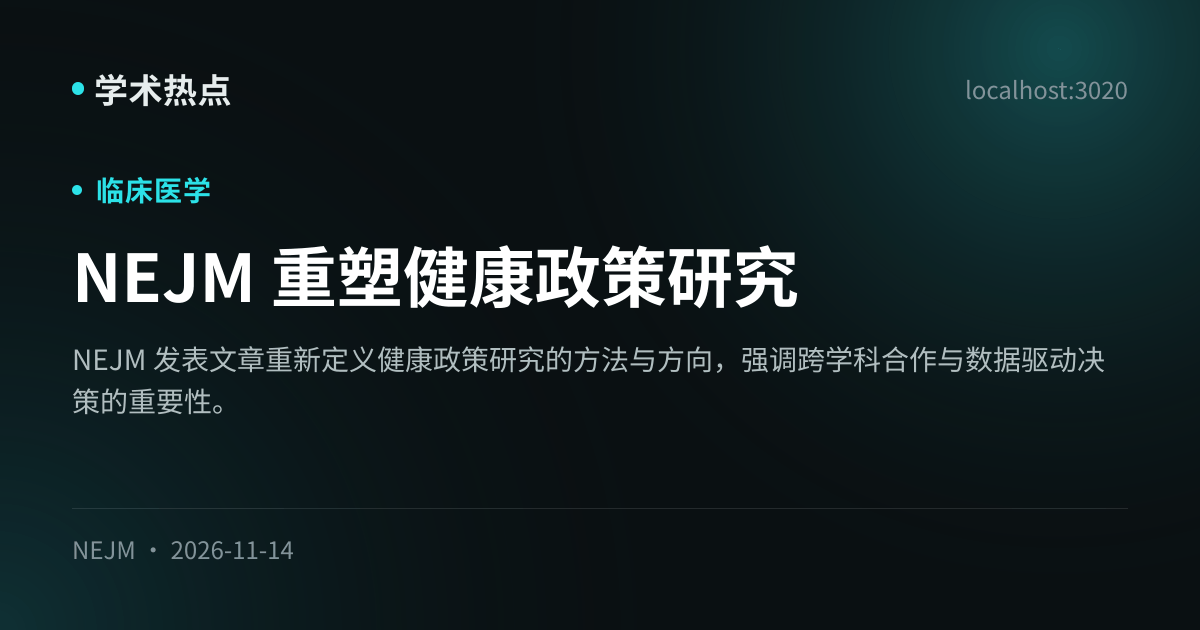 学术热点
localhost:3020
临床医学
NEJM 重塑健康政策研究
NEJM 发表文章重新定义健康政策研究的方法与方向，强调跨学科合作与数据驱动决
策的重要性。
NEJM • 2026-11-14